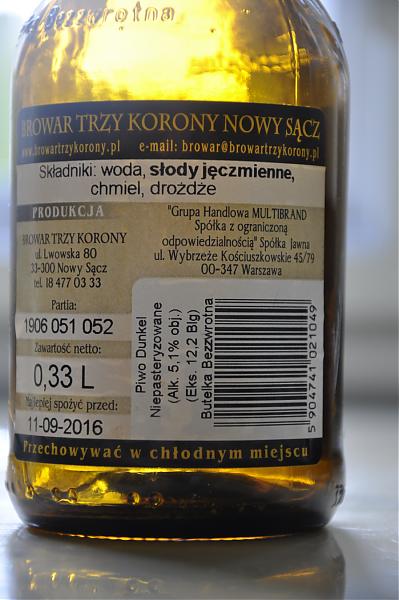 Bezzwrotna
BROWAR TRZY KORONY NOWY SĄCZ
www.browartrzykorony.pl e-mail: browar@browartrzykorony.pl
Składniki: woda, słody jęczmienne,
chmiel, drożdże
PRODUKCJA
BROWAR TRZY KORONY
ul. Lwowska 80
33-300 Nowy Sącz
tel. 18 477 03 33
"Grupa Handlowa MULTIBRAND
Spółka z ograniczoną
odpowiedzialnością" Spółka Jawna
ul. Wybrzeże Kościuszkowskie 45/79
00-347 Warszawa
Partia:
1906 051 052
Zawartość netto:
0,33 L
Najlepiej spożyć przed:
11-09-2016
Piwo Dunkel
Niepasteryzowane
(Alk. 5,1% obj.)
(Eks. 12,2 Blg)
Butelka Bezzwrotna
5 904741 021049
Przechowywać w chłodnym miejscu